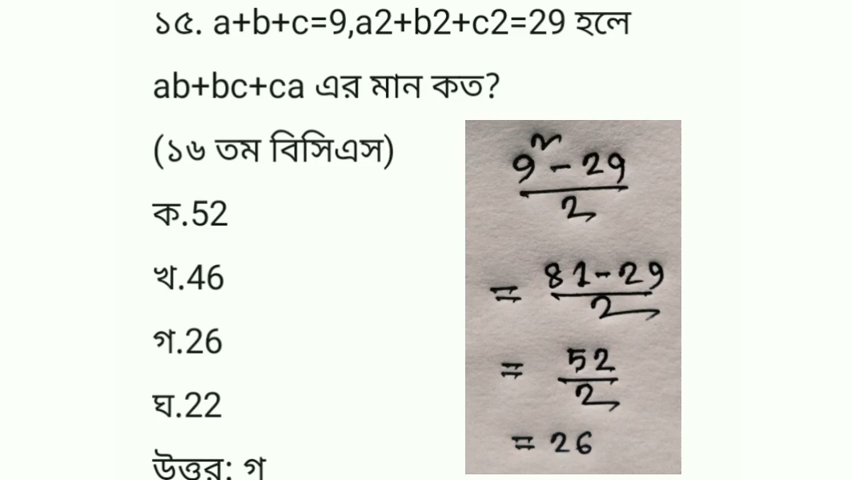 ১৫. a+b+c=9,a2+b2+c2=29 হলে
ab+bc+ca এর মান কত?
(১৬ তম বিসিএস)
ক.52
খ.46
গ.26
ঘ.22
উত্তর: গ
9² - 29
2
= 81-29
2
= 52
2
= 26